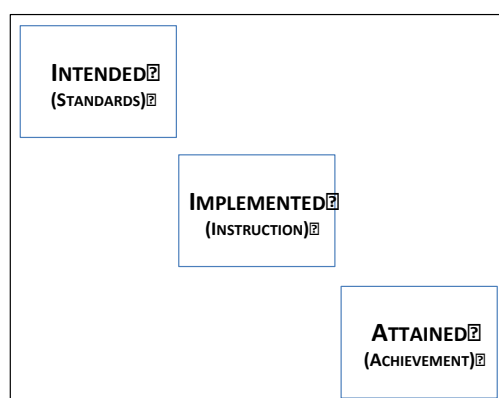 INTENDED⍰
(STANDARDS)⍰
IMPLEMENTED⍰
(INSTRUCTION)⍰
ATTAINED⍰
(ACHIEVEMENT)⍰